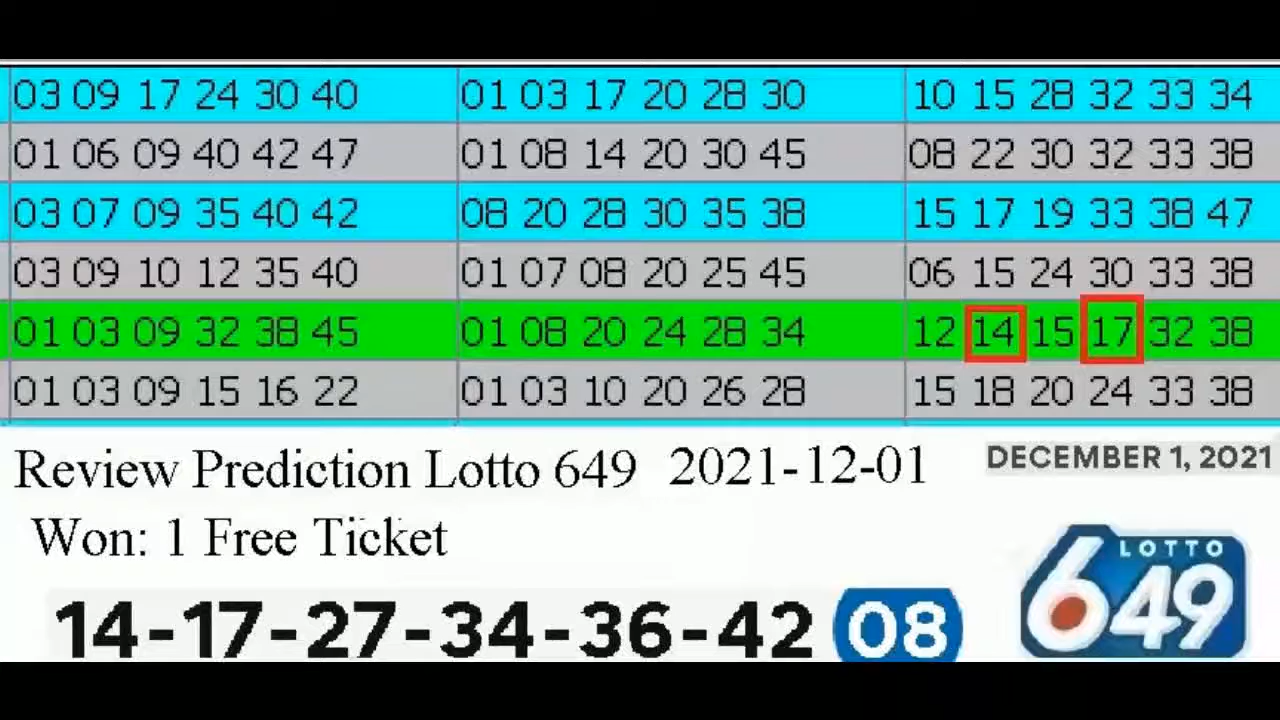 03 09 17 24 30 40 01 03 17 20 28 30 10 15 28 32 33 34
01 06 09 40 42 47 01 08 14 20 30 45 08 22 30 32 33 38
03 07 09 35 40 42 08 20 28 30 35 38 15 17 19 33 38 47
03 09 10 12 35 40 01 07 08 20 25 45 06 15 24 30 33 38
01 03 09 32 38 45 01 08 20 24 28 34 12 14 15 17 32 38
01 03 09 15 16 22 01 03 10 20 26 28 15 18 20 24 33 38
Review Prediction Lotto 649 2021-12-01 DECEMBER 1, 2021
Won: 1 Free Ticket
LOTTO
649
14-17-27-34-36-42 08